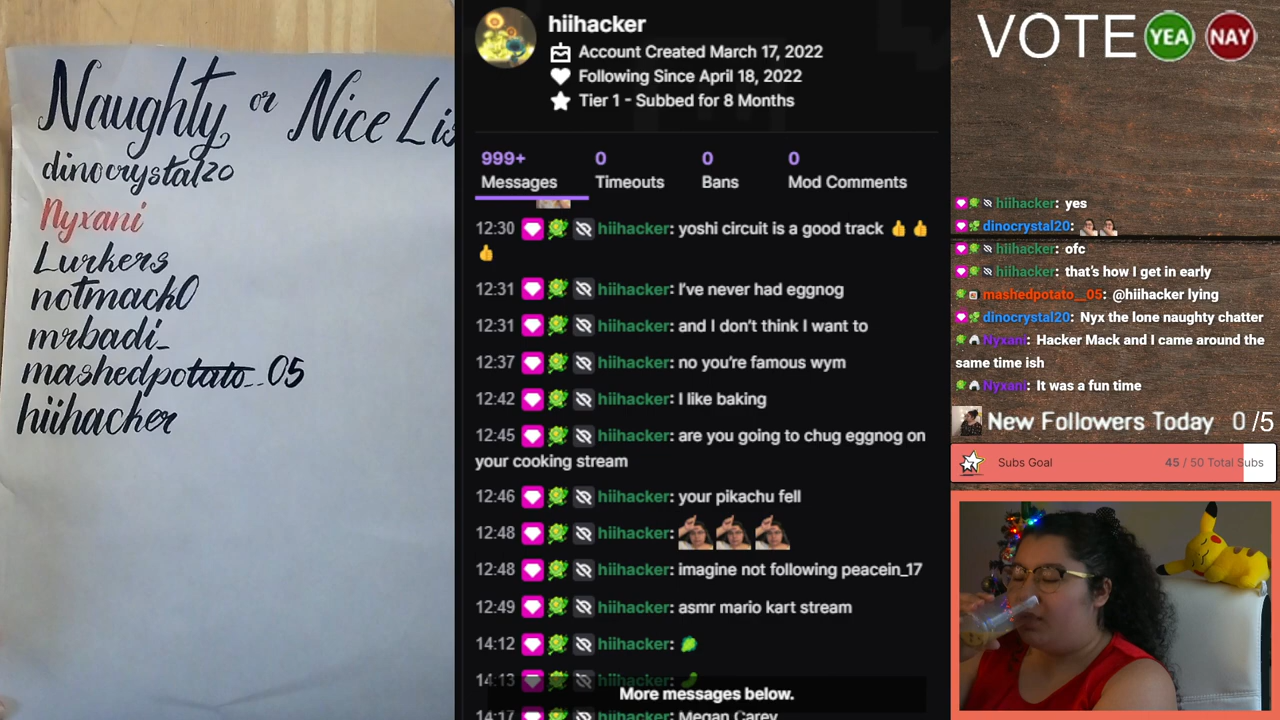 Naughty or Nice Lis
dinocrystal20
Nyxani
Lurkers
notmack0
mrbadi_
mashedpotato__05
hiihacker
hiihacker
Account Created March 17, 2022
Following Since April 18, 2022
Tier 1 - Subbed for 8 Months
999+ 0 0 0
Messages Timeouts Bans Mod Comments
12:30 hiihacker: yoshi circuit is a good track 👍 👍
👍
12:31 hiihacker: I've never had eggnog
12:31 hiihacker: and I don't think I want to
12:37 hiihacker: no you're famous wym
12:42 hiihacker: I like baking
12:45 hiihacker: are you going to chug eggnog on
your cooking stream
12:46 hiihacker: your pikachu fell
12:48 hiihacker:
12:48 hiihacker: imagine not following peacein_17
12:49 hiihacker: asmr mario kart stream
14:12 hiihacker:
14:13 hiihacker:
More messages below.
14:17 hiihacker: Megan Carey
VOTE YEA NAY
hiihacker: yes
dinocrystal20:
hiihacker: ofc
hiihacker: that's how I get in early
mashedpotato__05: @hiihacker lying
dinocrystal20: Nyx the lone naughty chatter
Nyxani: Hacker Mack and I came around the
same time ish
Nyxani: It was a fun time
New Followers Today 0 /5
Subs Goal 45 / 50 Total Subs